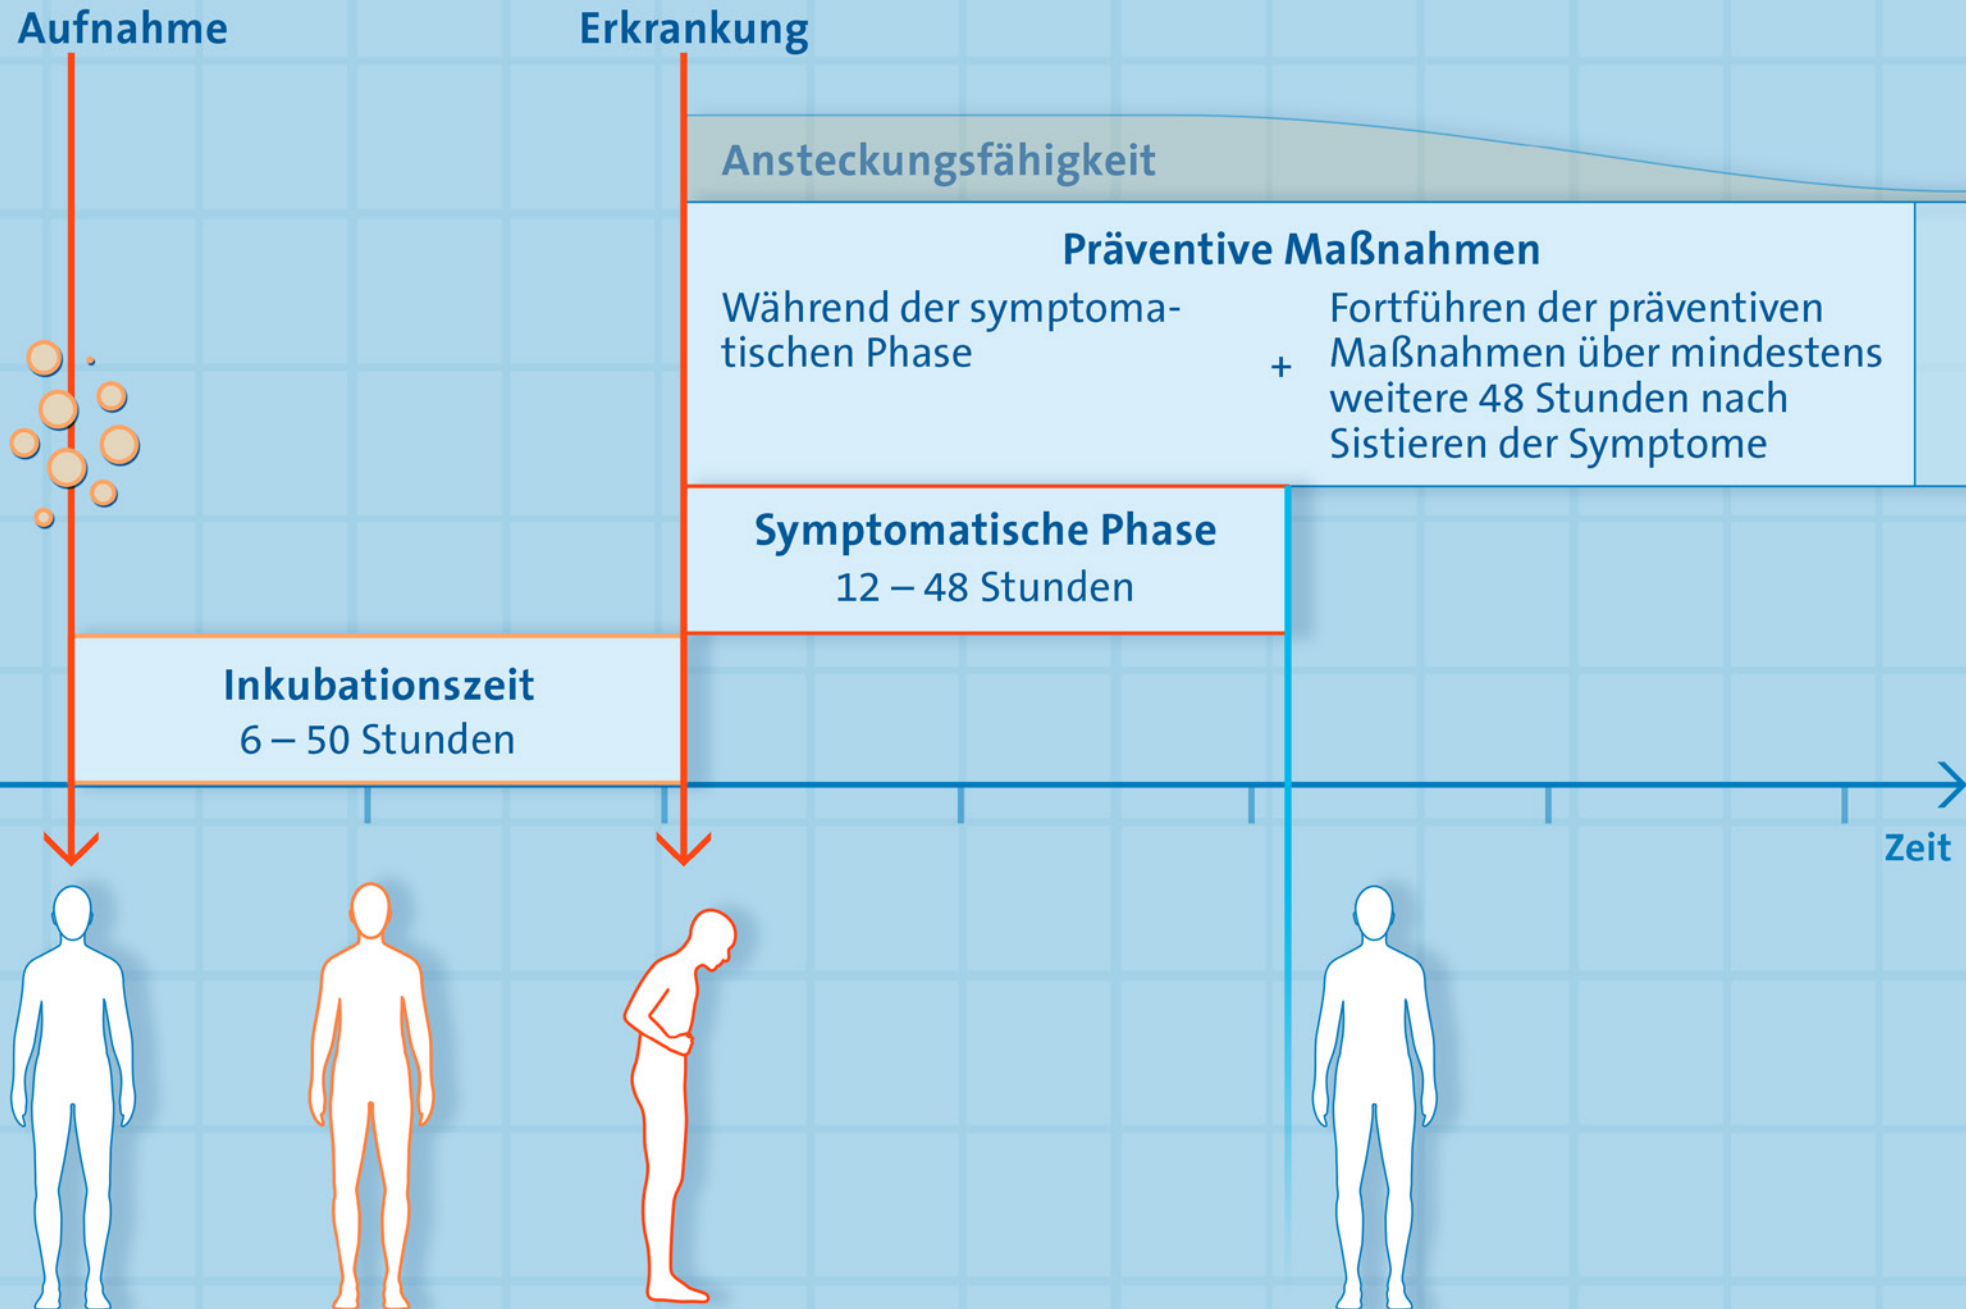 Aufnahme
Erkrankung
Ansteckungsfähigkeit
Präventive Maßnahmen
Während der symptoma-
tischen Phase
+
Fortführen der präventiven
Maßnahmen über mindestens
weitere 48 Stunden nach
Sistieren der Symptome
Symptomatische Phase
12 – 48 Stunden
Inkubationszeit
6 – 50 Stunden
Zeit